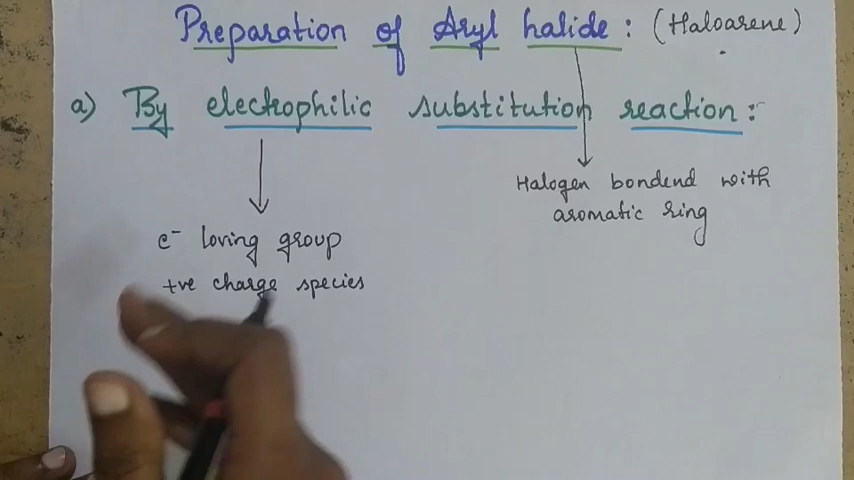 Preparation of Aryl halide : (Haloarene)
a) By electrophilic substitution reaction :
Halogen bondend with
aromatic ring
e⁻ loving group
+ve charge species